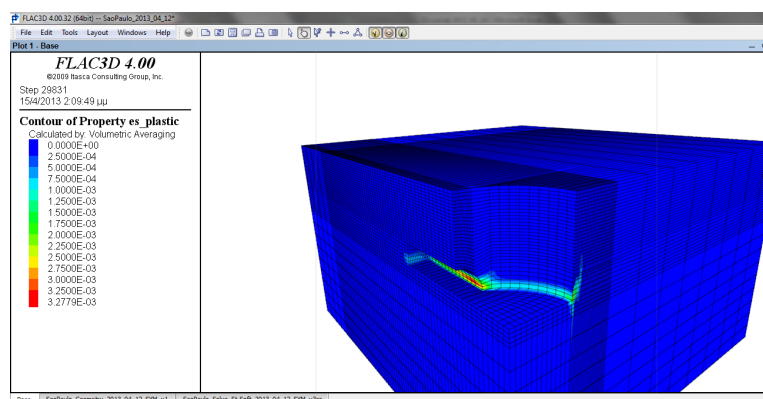 FLAC3D 4.00.32 (64bit) -- SaoPaulo_2013_04_12*
File Edit Tools Layout Windows Help
Plot 1 - Base
FLAC3D 4.00
©2009 Itasca Consulting Group, Inc.
Step 29831
15/4/2013 2:09:49 μμ
Contour of Property es_plastic
Calculated by: Volumetric Averaging
0.0000E+00
2.5000E-04
5.0000E-04
7.5000E-04
1.0000E-03
1.2500E-03
1.5000E-03
1.7500E-03
2.0000E-03
2.2500E-03
2.5000E-03
2.7500E-03
3.0000E-03
3.2500E-03
3.2779E-03